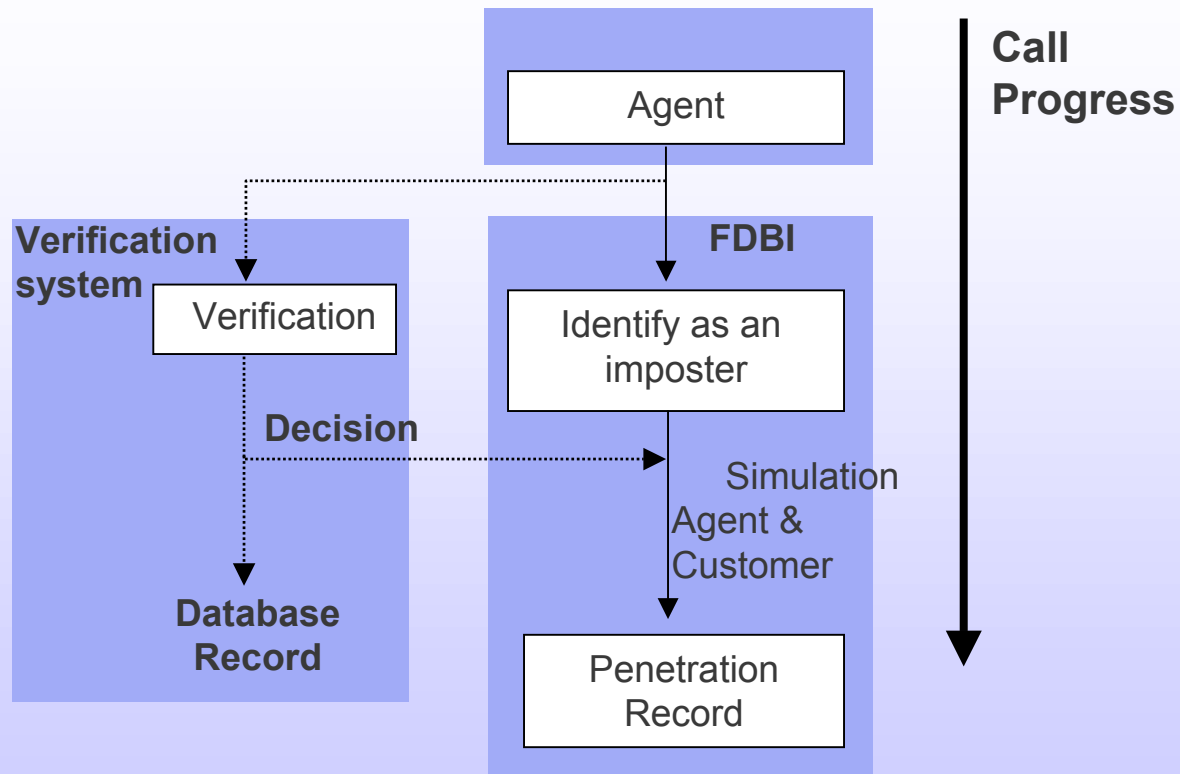 Call
Progress
Agent
Verification
system
FDBI
Verification
Identify as an
imposter
Decision
Simulation
Agent &
Customer
Database
Record
Penetration
Record